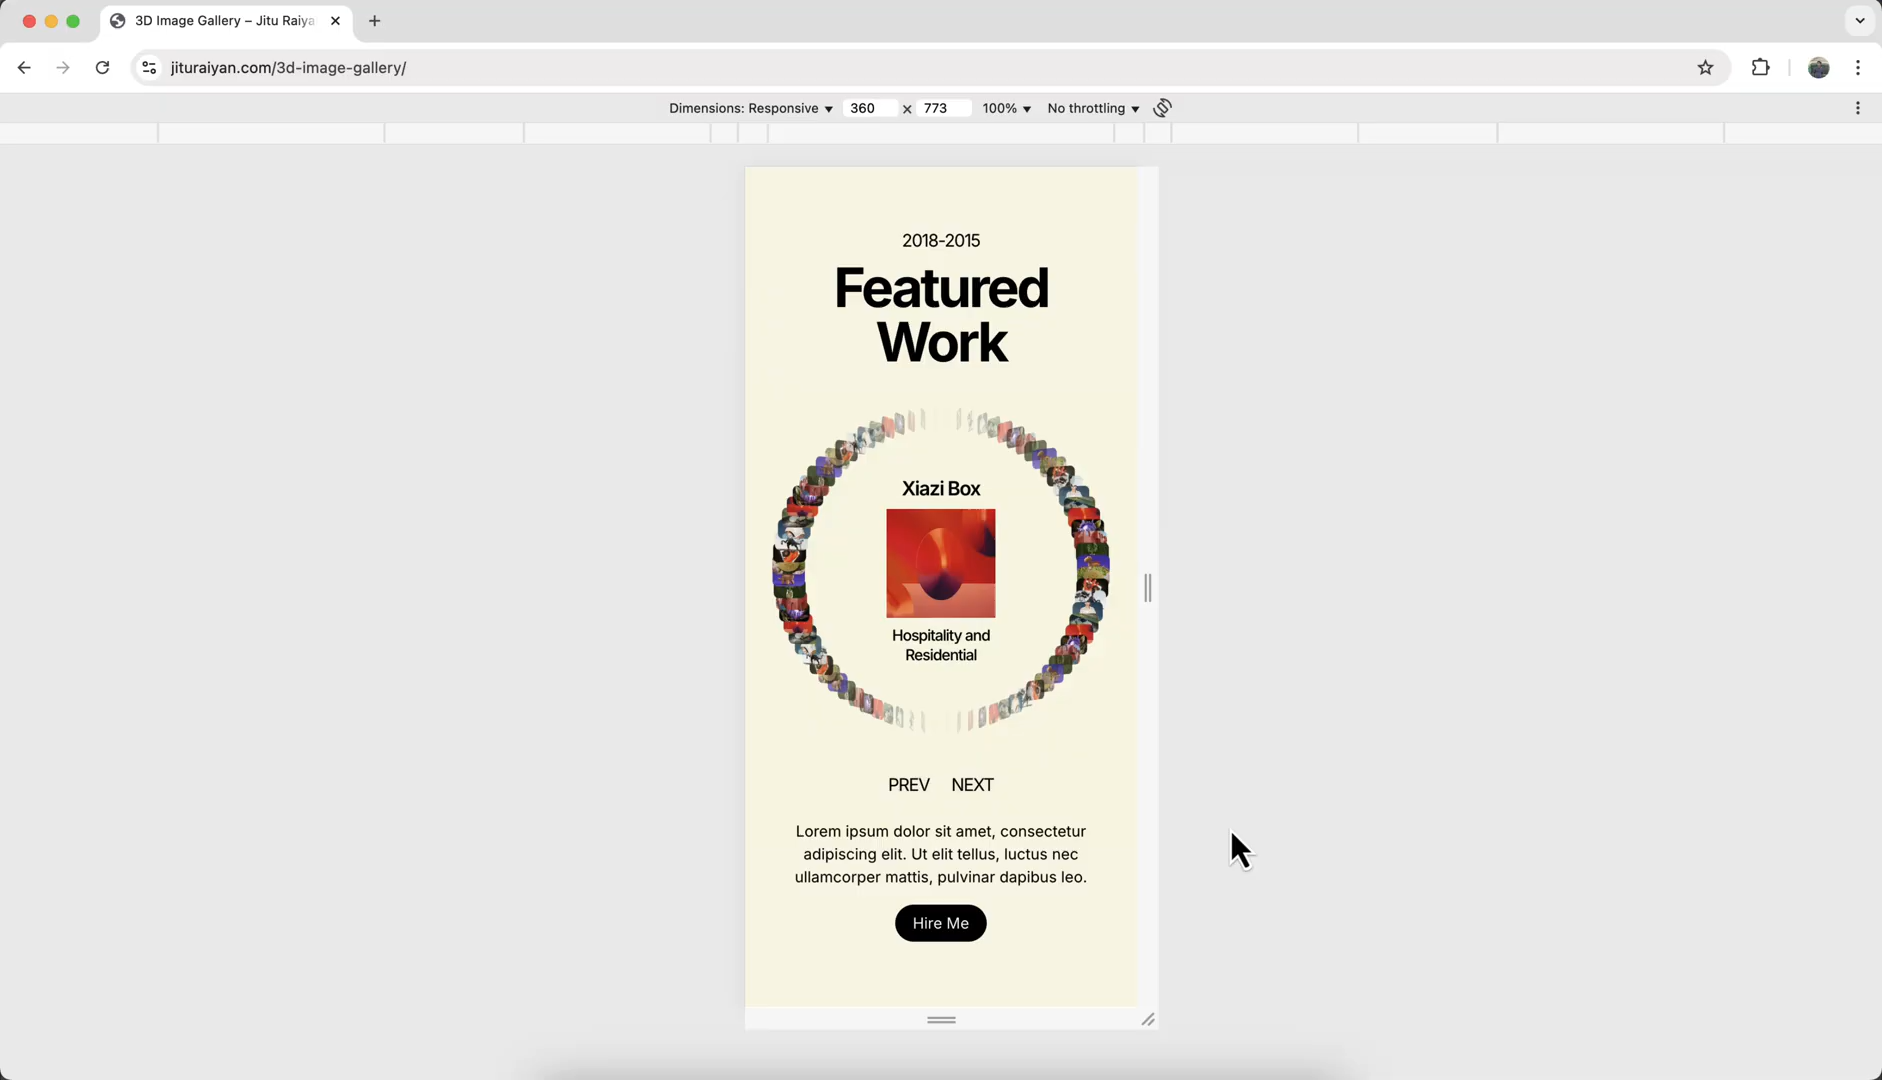 3D Image Gallery – Jitu Raiya
jituraiyan.com/3d-image-gallery/
Dimensions: Responsive 360 × 773 100% No throttling
2018-2015
Featured
Work
Xiazi Box
Hospitality and
Residential
PREV NEXT
Lorem ipsum dolor sit amet, consectetur
adipiscing elit. Ut elit tellus, luctus nec
ullamcorper mattis, pulvinar dapibus leo.
Hire Me